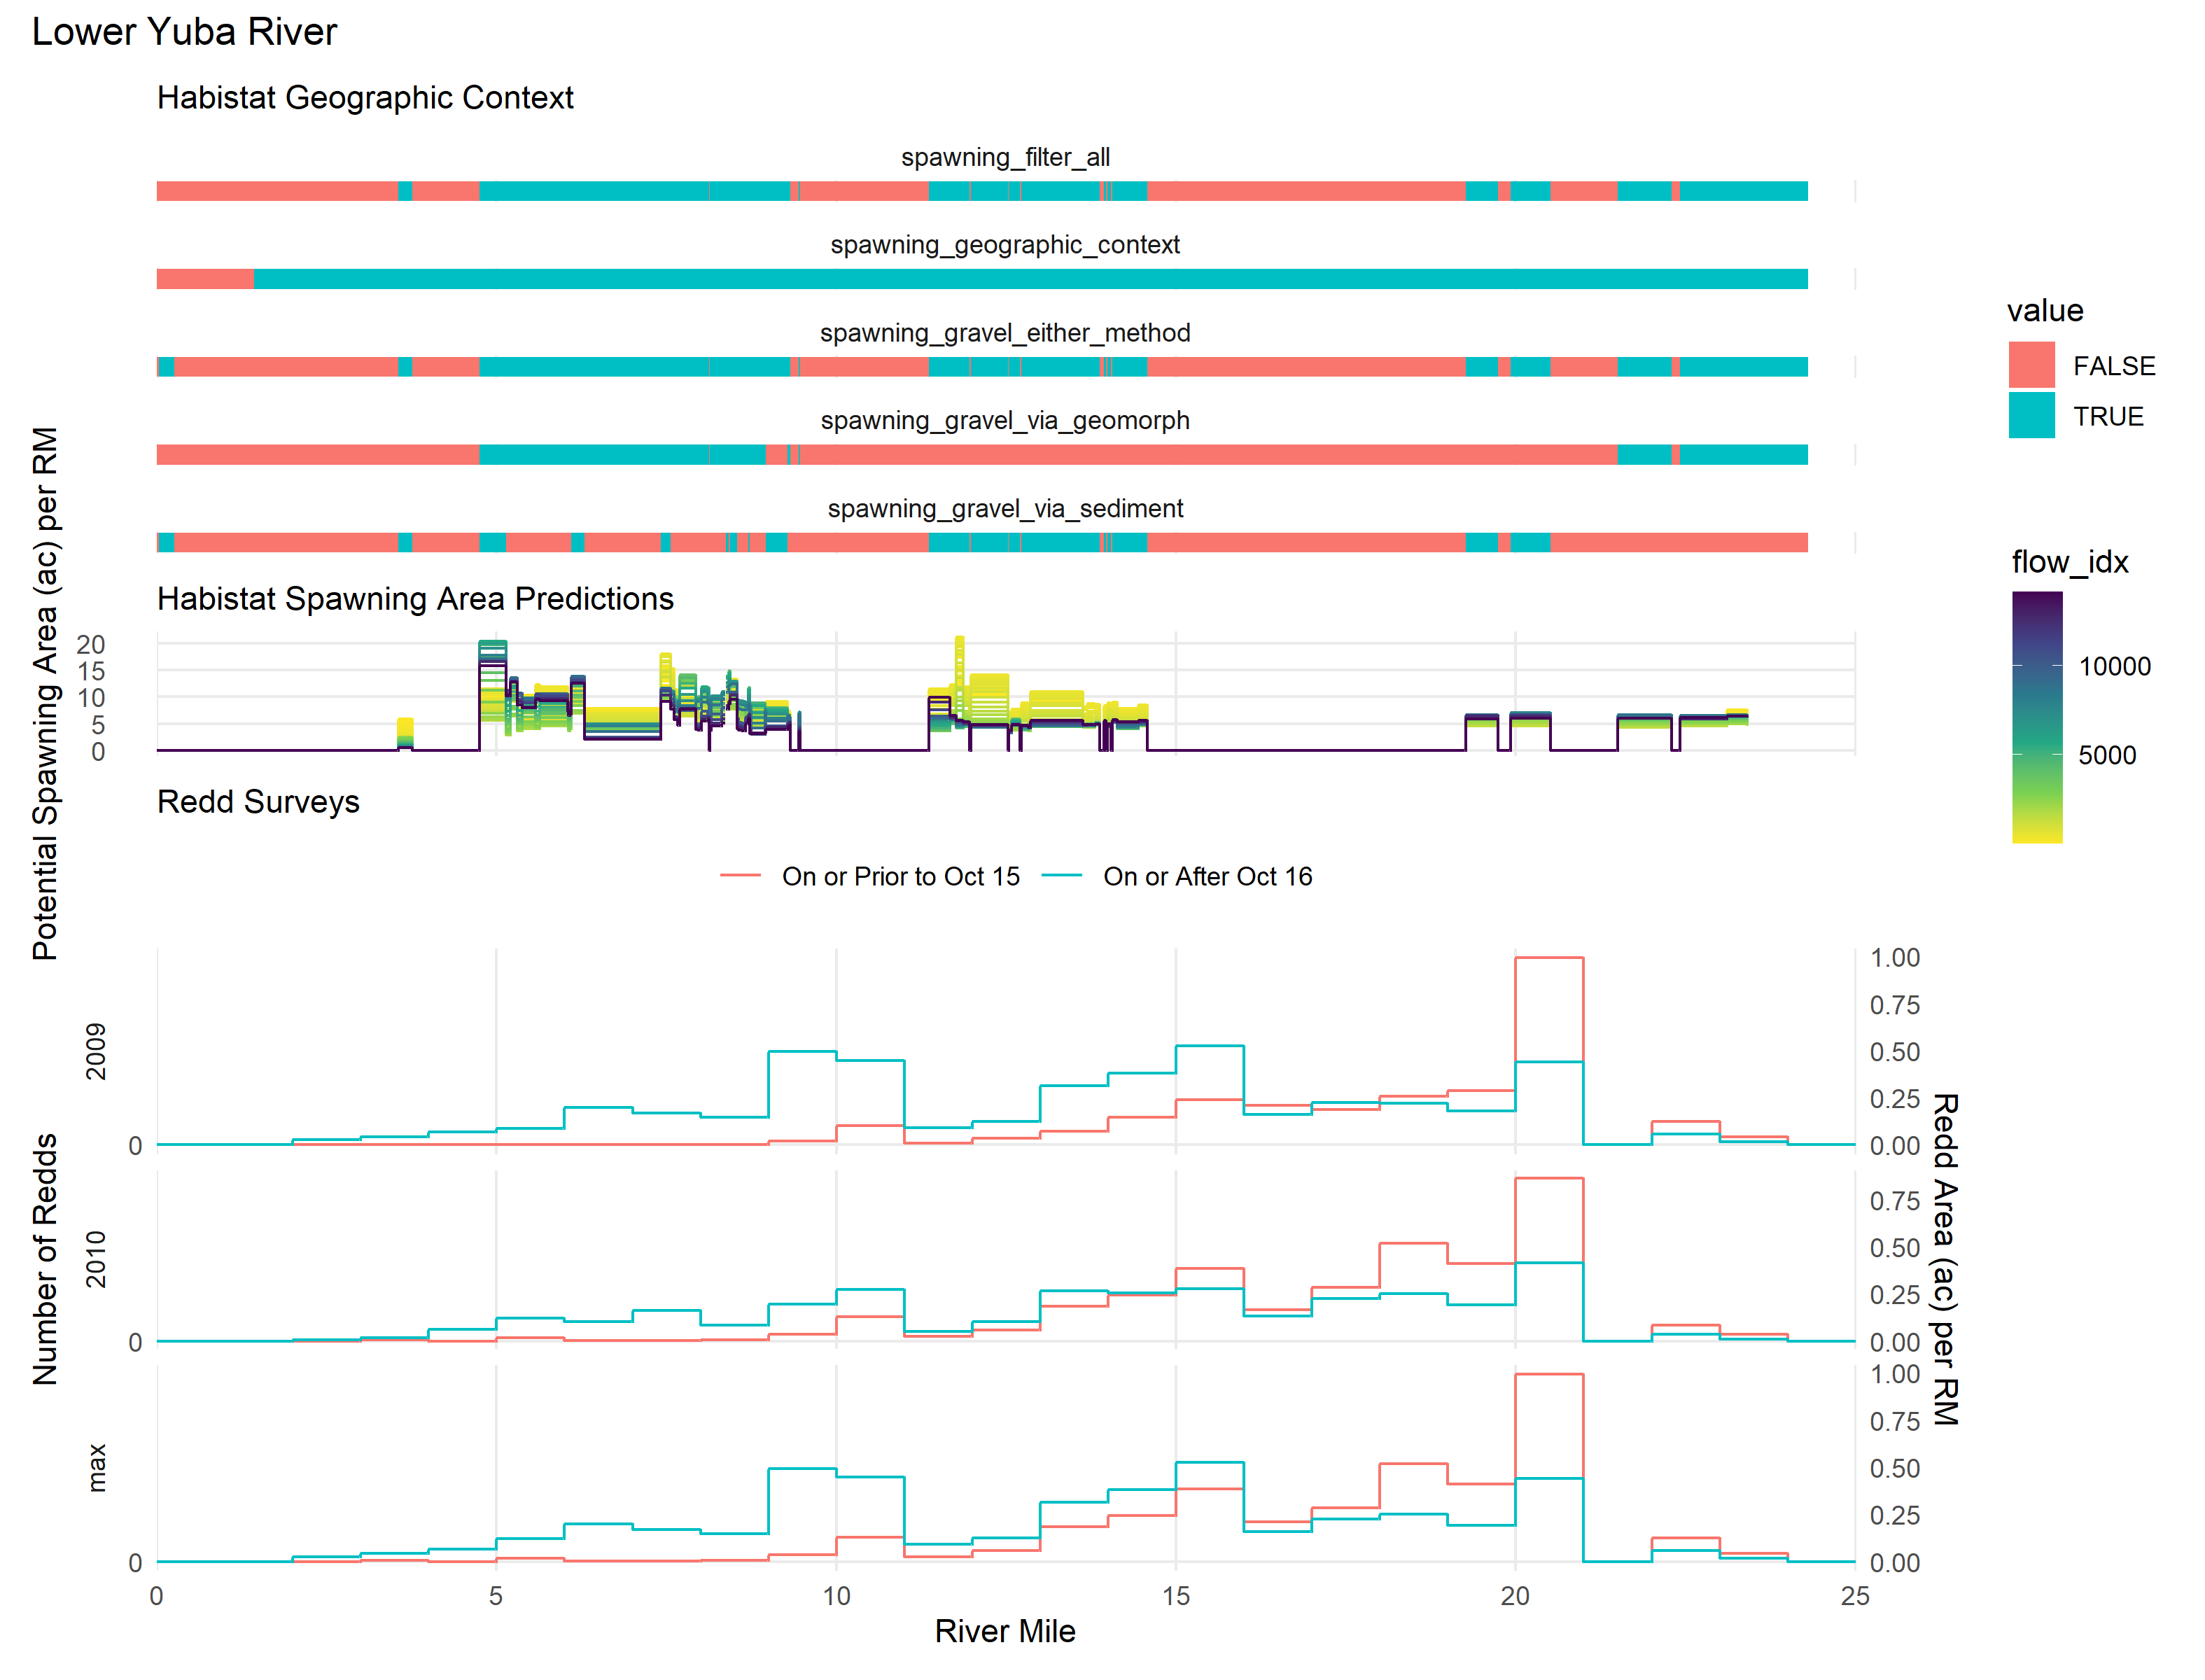 Lower Yuba River
Habistat Geographic Context
spawning_filter_all
spawning_geographic_context
spawning_gravel_either_method
spawning_gravel_via_geomorph
spawning_gravel_via_sediment
value
FALSE
TRUE
flow_idx
10000
5000
Potential Spawning Area (ac) per RM
Habistat Spawning Area Predictions
20
15
10
5
0
Redd Surveys
On or Prior to Oct 15
On or After Oct 16
Number of Redds
2009
0
1.00
0.75
0.50
0.25
0.00
2010
0
0.75
0.50
0.25
0.00
max
0
1.00
0.75
0.50
0.25
0.00
Redd Area (ac) per RM
0 5 10 15 20 25
River Mile